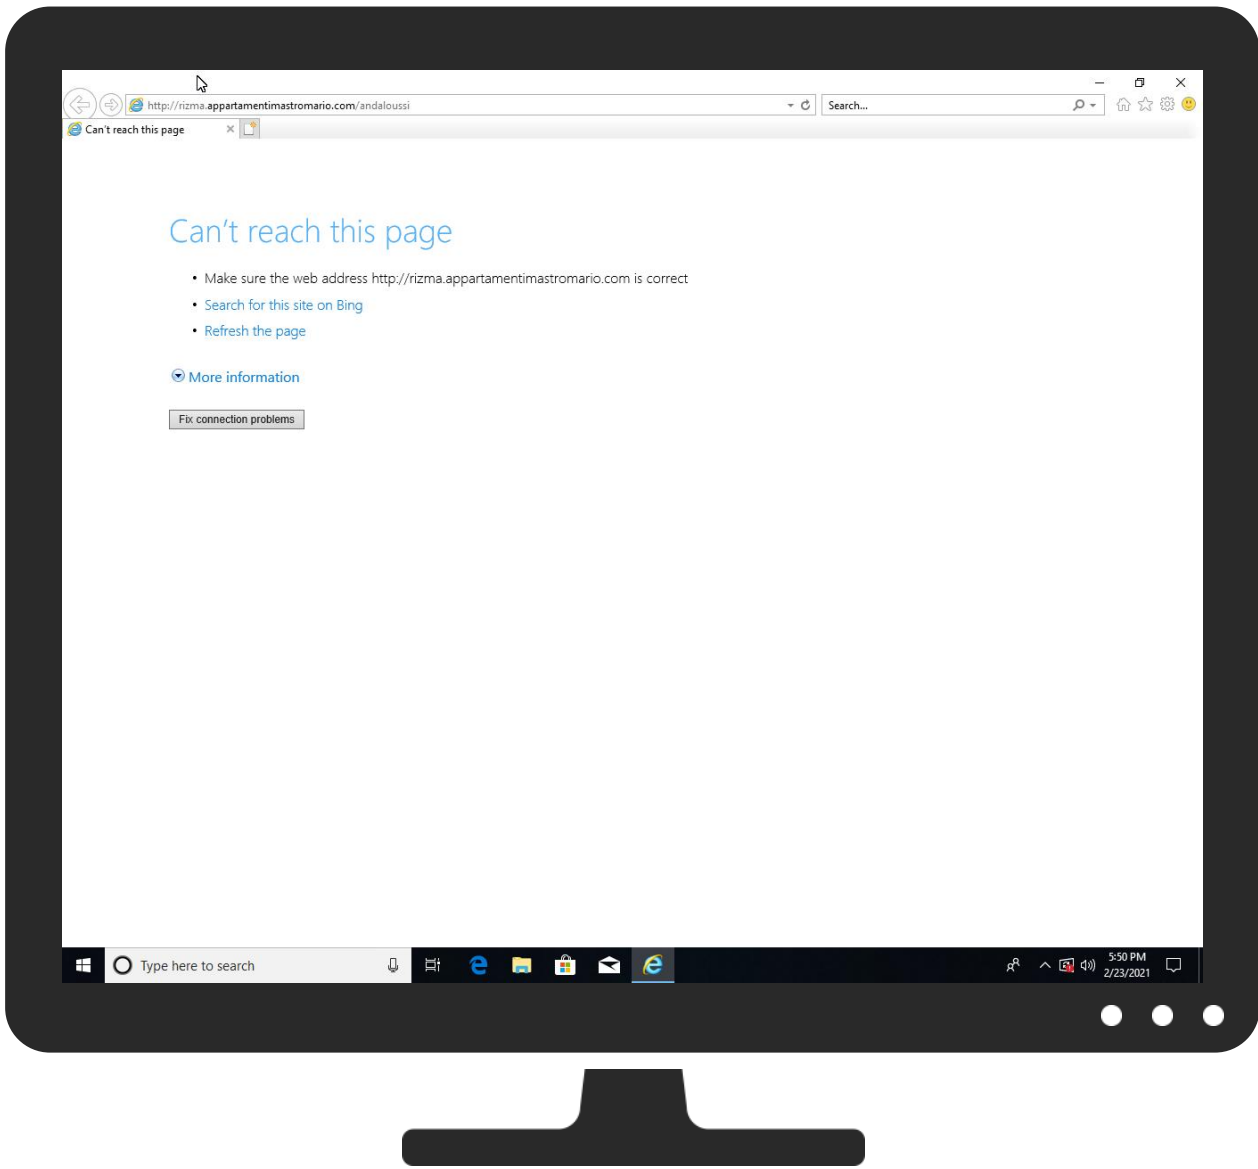 http://rizma.appartamentimastromario.com/andaloussi
Search...
Can't reach this page
Can't reach this page
Make sure the web address http://rizma.appartamentimastromario.com is correct
Search for this site on Bing
Refresh the page
More information
Fix connection problems
Type here to search
5:50 PM
2/23/2021